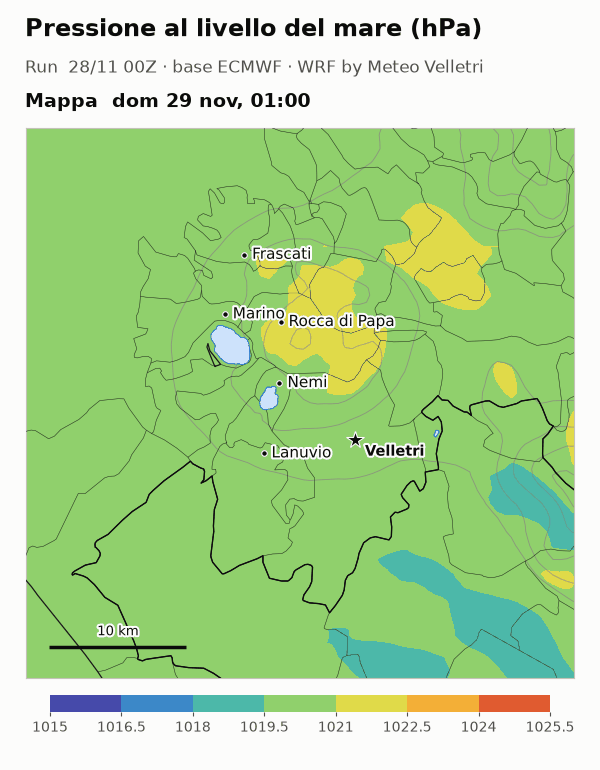 Pressione al livello del mare (hPa)
Run  28/11 00Z · base ECMWF · WRF by Meteo Velletri
Mappa  dom 29 nov, 01:00
Frascati
Marino
Rocca di Papa
Nemi
Velletri
Lanuvio
10 km
1015 1016.5 1018 1019.5 1021 1022.5 1024 1025.5